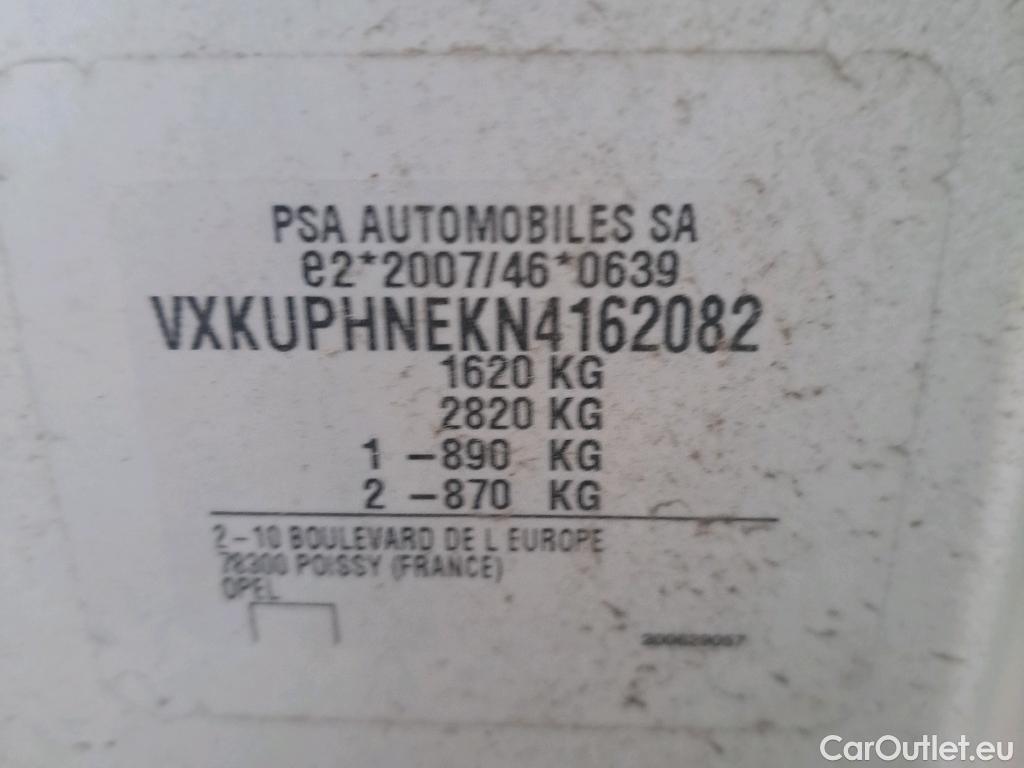 PSA AUTOMOBILES SA
e2*2007/46*0639
VXKUPHNEKN4162082
1620 KG
2820 KG
1 -890 KG
2 -870 KG
2-10 BOULEVARD DE L EUROPE
78300 POISSY (FRANCE)
OPEL
CarOutlet.eu